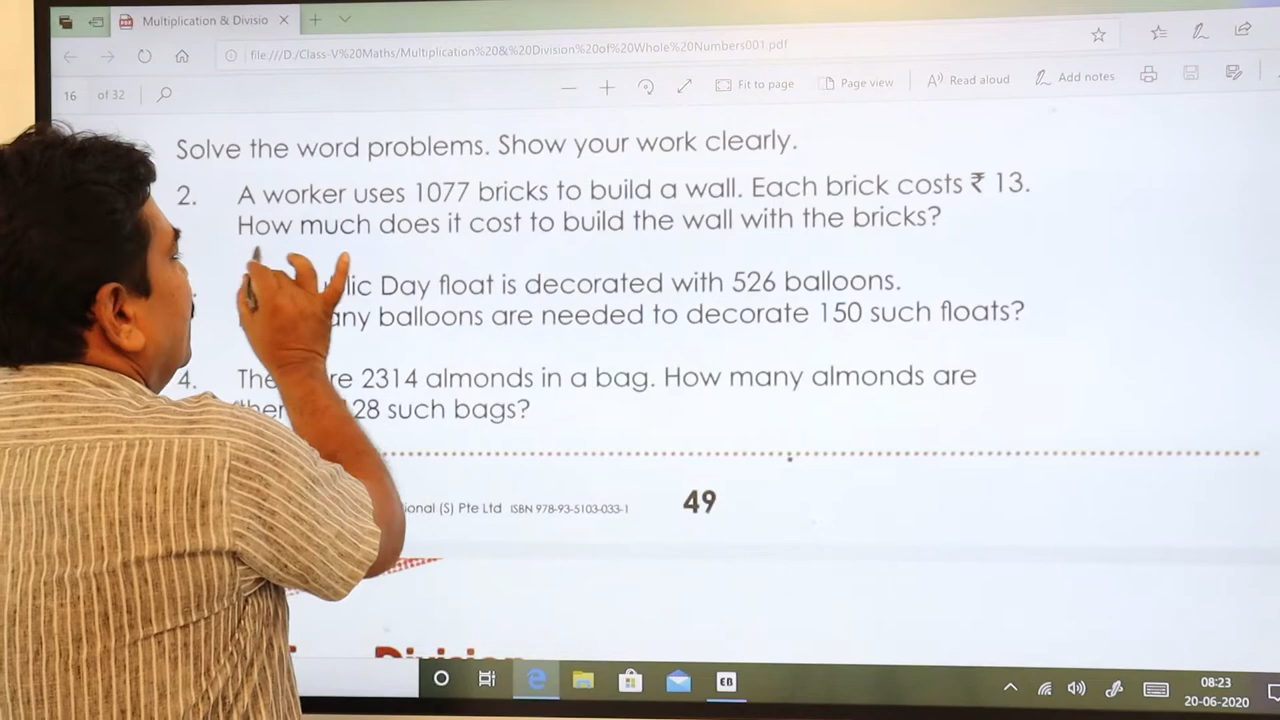 Multiplication & Divisio
file:///D:/Class-V%20Maths/Multiplication%20&%20Division%20of%20Whole%20Numbers001.pdf
16 of 32 Fit to page Page view Read aloud Add notes
Solve the word problems. Show your work clearly.
2. A worker uses 1077 bricks to build a wall. Each brick costs ₹ 13.
How much does it cost to build the wall with the bricks?
Day float is decorated with 526 balloons.
balloons are needed to decorate 150 such floats?
4. 2314 almonds in a bag. How many almonds are
28 such bags?
(S) Pte Ltd ISBN 978-93-5103-033-1 49
Division
EB
08:23
20-06-2020